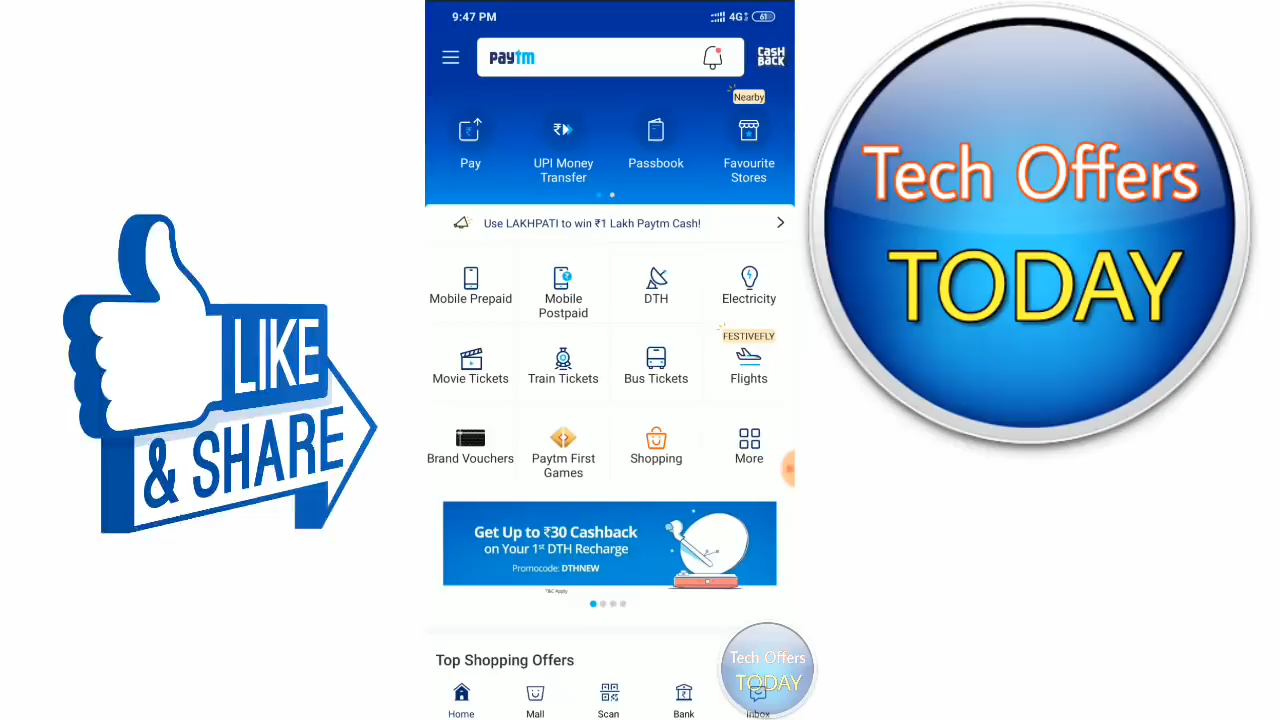 9:47 PM
4G
61
paytm
CASH
BACK
Nearby
Pay
UPI Money
Transfer
Passbook
Favourite
Stores
Use LAKHPATI to win ₹1 Lakh Paytm Cash!
Mobile Prepaid
Mobile
Postpaid
DTH
Electricity
FESTIVEFLY
Movie Tickets
Train Tickets
Bus Tickets
Flights
Brand Vouchers
Paytm First
Games
Shopping
More
Get Up to ₹30 Cashback
on Your 1st DTH Recharge
Promocode: DTHNEW
T&C Apply
Top Shopping Offers
Home
Mall
Scan
Bank
Inbox
LIKE
& SHARE
Tech Offers
TODAY
Tech Offers
TODAY